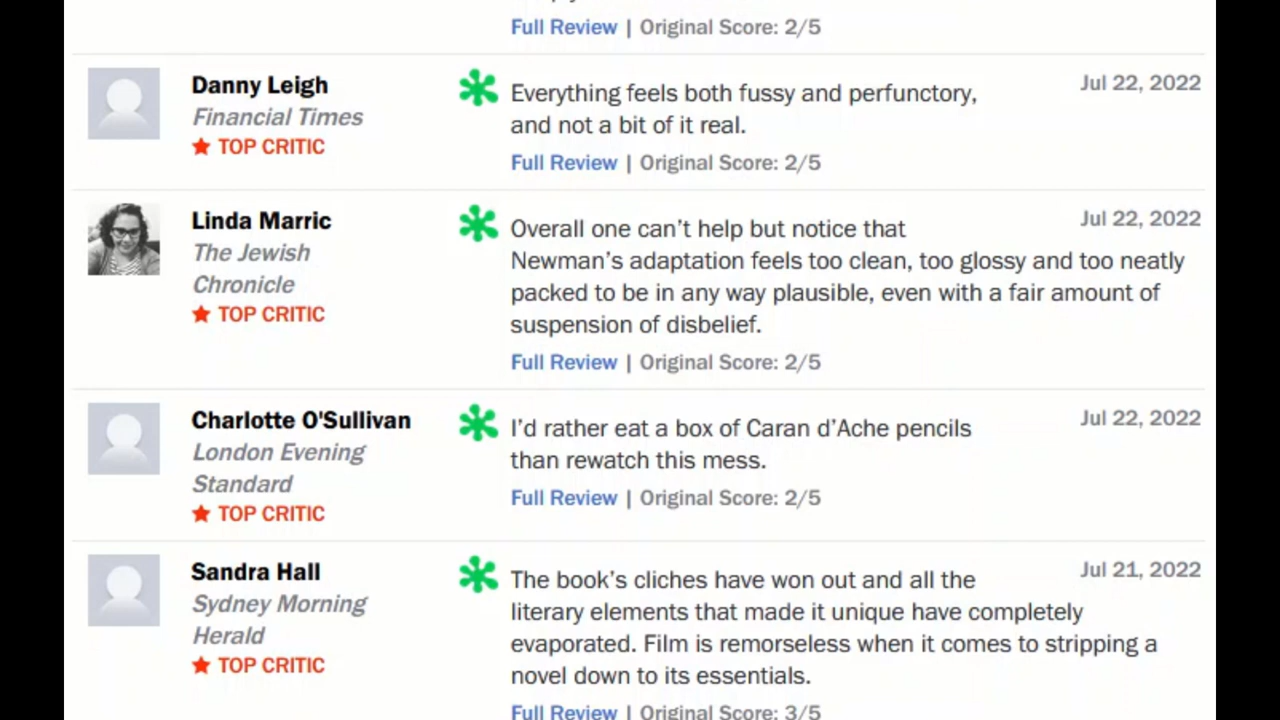 Full Review | Original Score: 2/5
Danny Leigh
Financial Times
TOP CRITIC
Everything feels both fussy and perfunctory,
and not a bit of it real.
Full Review | Original Score: 2/5
Jul 22, 2022
Linda Marric
The Jewish
Chronicle
TOP CRITIC
Overall one can’t help but notice that
Newman’s adaptation feels too clean, too glossy and too neatly
packed to be in any way plausible, even with a fair amount of
suspension of disbelief.
Full Review | Original Score: 2/5
Jul 22, 2022
Charlotte O'Sullivan
London Evening
Standard
TOP CRITIC
I’d rather eat a box of Caran d’Ache pencils
than rewatch this mess.
Full Review | Original Score: 2/5
Jul 22, 2022
Sandra Hall
Sydney Morning
Herald
TOP CRITIC
The book’s cliches have won out and all the
literary elements that made it unique have completely
evaporated. Film is remorseless when it comes to stripping a
novel down to its essentials.
Full Review | Original Score: 3/5
Jul 21, 2022